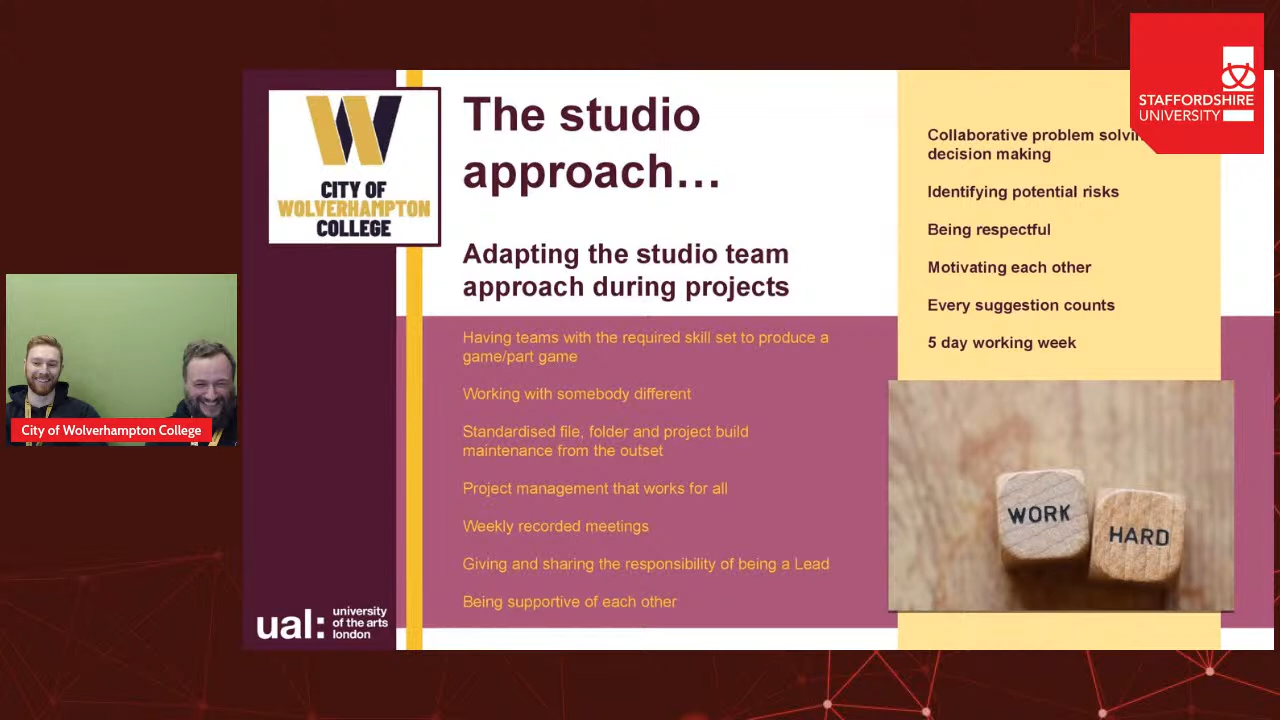 STAFFORDSHIRE
UNIVERSITY
CITY OF
WOLVERHAMPTON
COLLEGE
The studio
approach…
Adapting the studio team
approach during projects
Having teams with the required skill set to produce a
game/part game
Working with somebody different
Standardised file, folder and project build
maintenance from the outset
Project management that works for all
Weekly recorded meetings
Giving and sharing the responsibility of being a Lead
Being supportive of each other
Collaborative problem
decision making
Identifying potential risks
Being respectful
Motivating each other
Every suggestion counts
5 day working week
WORK
HARD
City of Wolverhampton College
ual:
university
of the arts
london